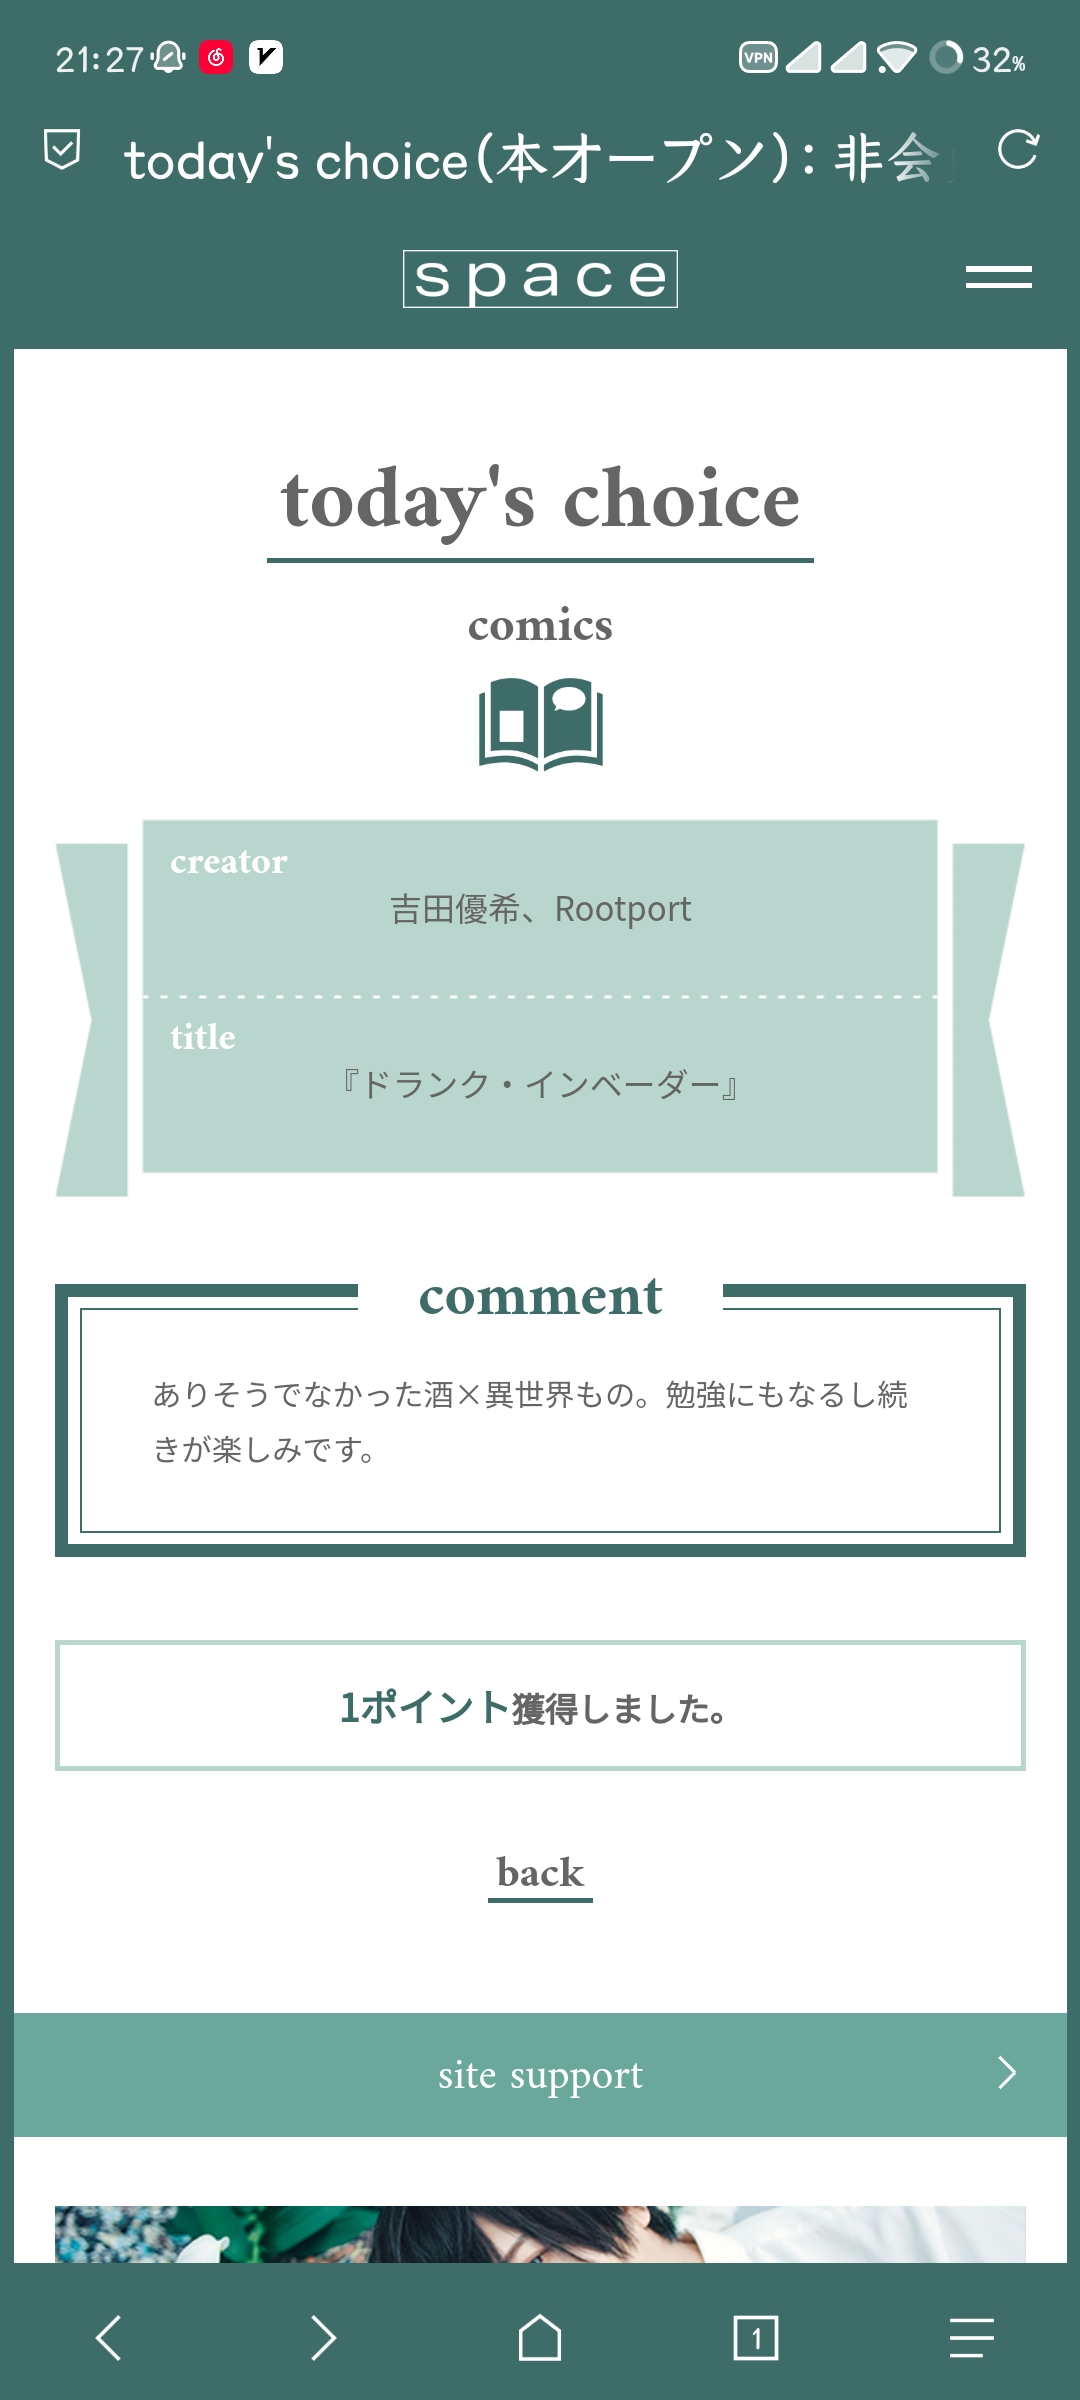 21:27
VPN
32%
today's choice(本オープン): 非会
space
today's choice
comics
creator
吉田優希、Rootport
title
『ドランク・インベーダー』
comment
ありそうでなかった酒×異世界もの。勉強にもなるし続
きが楽しみです。
1ポイント獲得しました。
back
site support
1